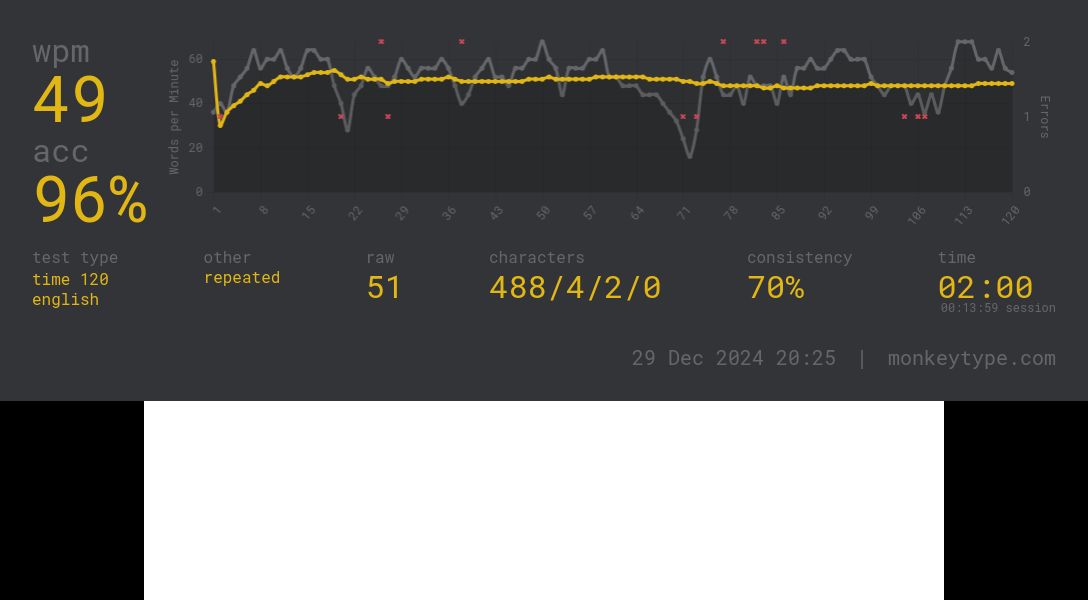 wpm
49
acc
96%
Words per Minute
60
40
20
0
2
1
0
Errors
1 8 15 22 29 36 43 50 57 64 71 78 85 92 99 106 113 120
test type
time 120
english
other
repeated
raw
51
characters
488/4/2/0
consistency
70%
time
02:00
00:13:59 session
29 Dec 2024 20:25 | monkeytype.com